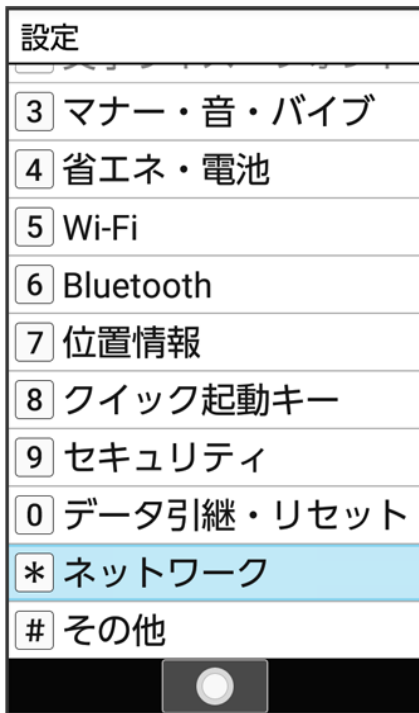 設定
3 マナー・音・バイブ
4 省エネ・電池
5 Wi-Fi
6 Bluetooth
7 位置情報
8 クイック起動キー
9 セキュリティ
0 データ引継・リセット
* ネットワーク
# その他